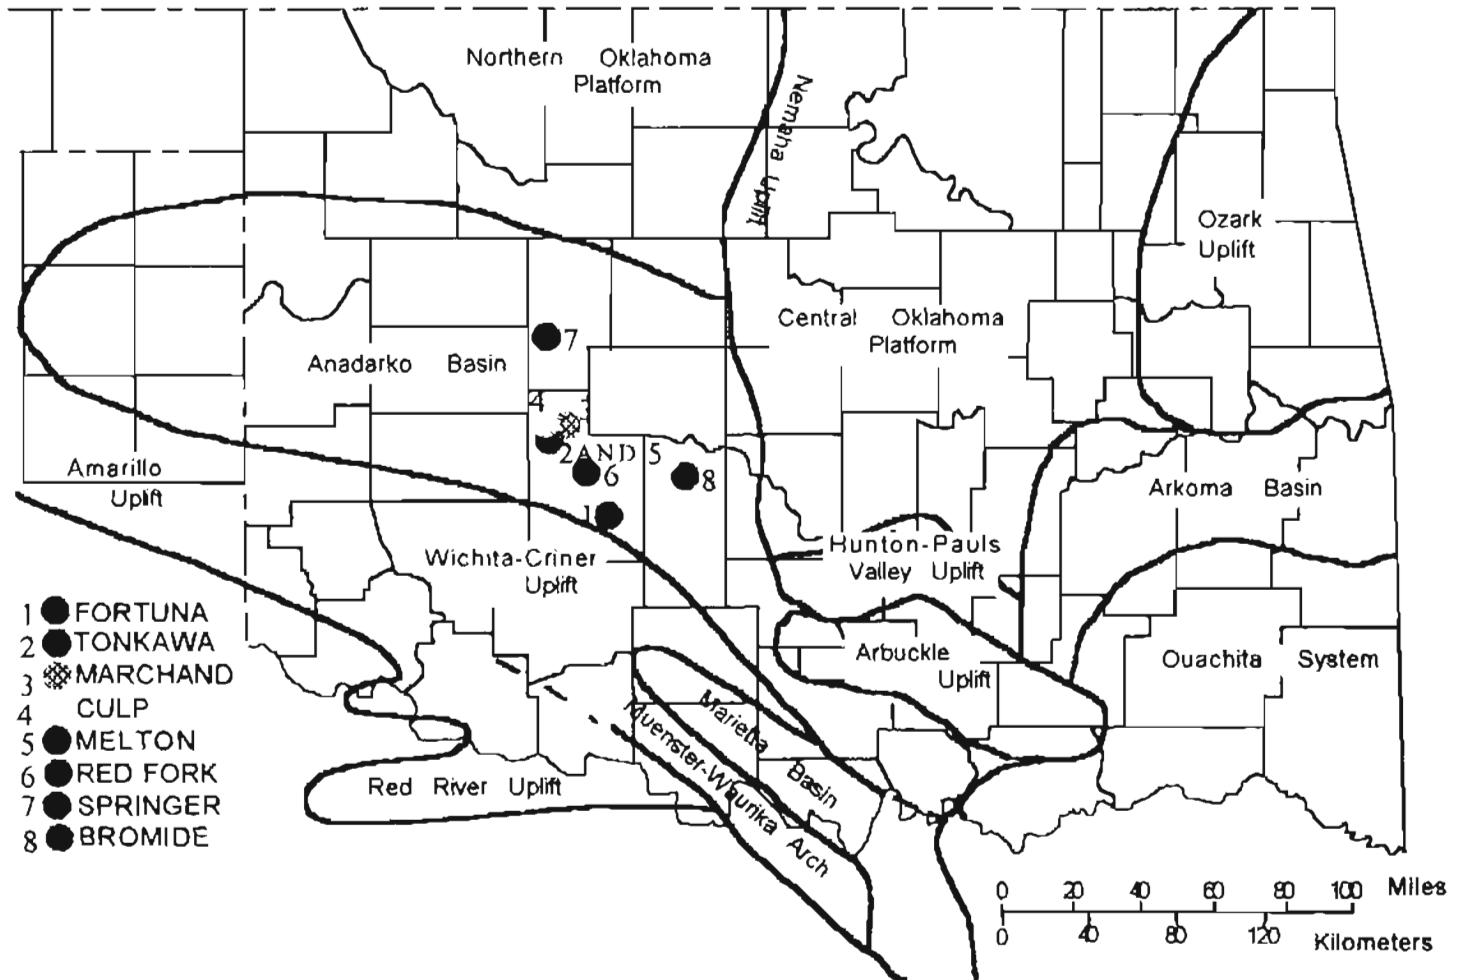 Northern Oklahoma
Platform
Nemaha Uplift
Ozark
Uplift
Central Oklahoma
Platform
7
Anadarko Basin
4
2 AND 5
6
8
1
Amarillo
Uplift
Arkoma Basin
Hunton-Pauls
Valley Uplift
Wichita-Criner
Uplift
Arbuckle
Uplift
Ouachita System
Marietta
Basin
Muenster-Waurika
Arch
Red River Uplift
1 FORTUNA
2 TONKAWA
3 MARCHAND
4 CULP
5 MELTON
6 RED FORK
7 SPRINGER
8 BROMIDE
0 20 40 60 80 100 Miles
0 40 80 120 Kilometers